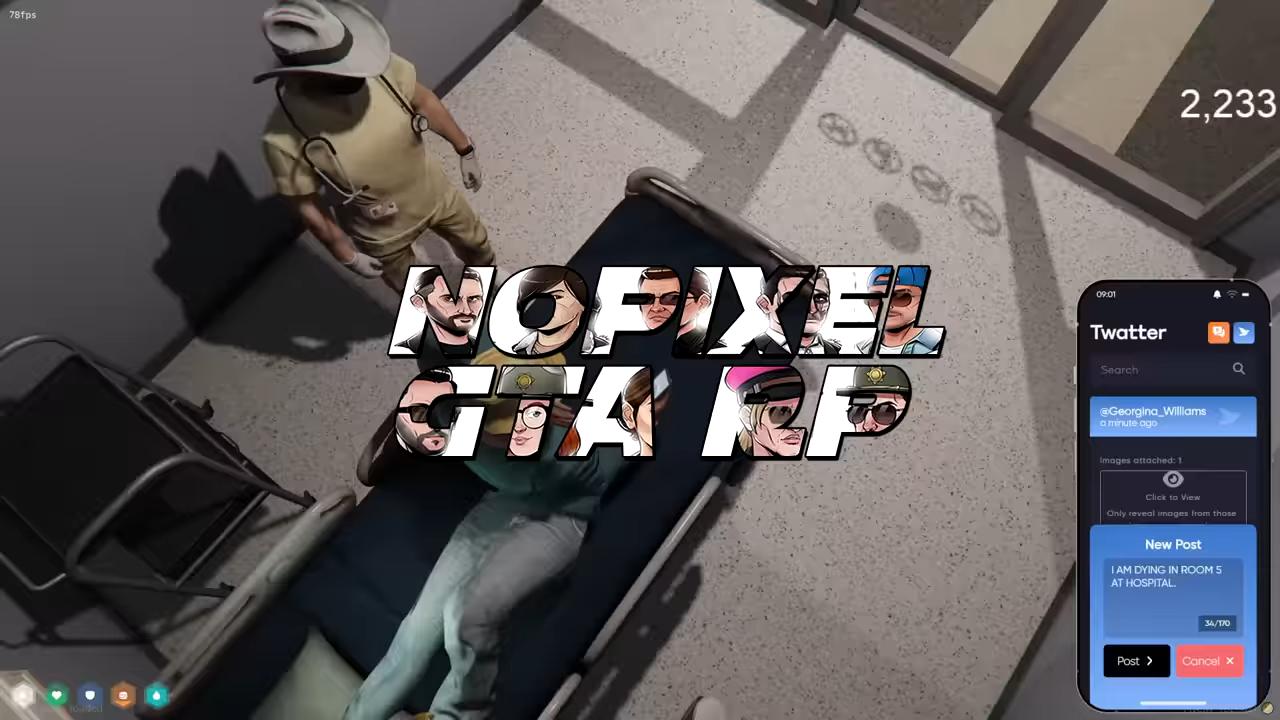 78fps
2,233
NOPIXEL
GTA RP
09:01
Twatter
Search
@Georgina_Williams
a minute ago
Images attached: 1
Click to View
Only reveal images from those
New Post
I AM DYING IN ROOM 5
AT HOSPITAL.
34/170
Post
Cancel